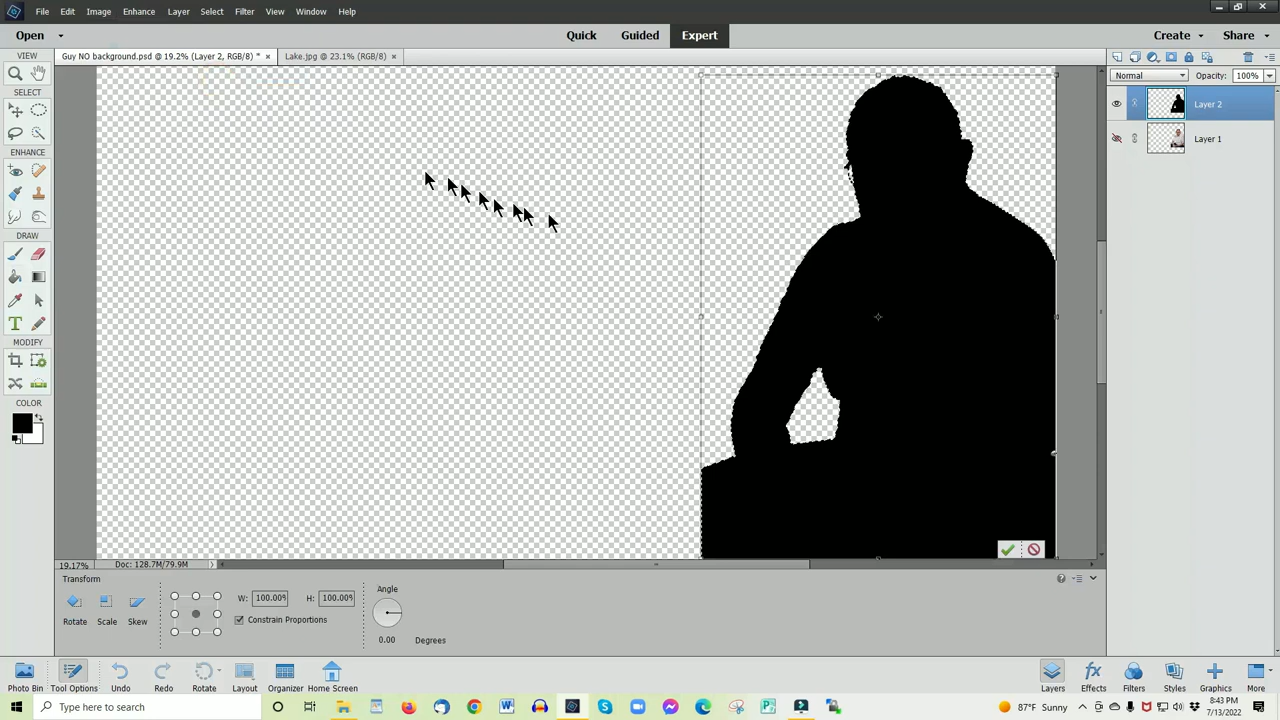 File Edit Image Enhance Layer Select Filter View Window Help
Open Quick Guided Expert Create Share
VIEW
Guy NO background.psd @ 19.2% (Layer 2, RGB/8) * × Lake.jpg @ 23.1% (RGB/8) ×
Normal Opacity: 100%
SELECT
Layer 2
Layer 1
ENHANCE
DRAW
MODIFY
COLOR
19.17% Doc: 128.7M/79.9M
Transform
Angle
W: 100.00% H: 100.00%
Rotate Scale Skew
Constrain Proportions
0.00 Degrees
Photo Bin Tool Options Undo Redo Rotate Layout Organizer Home Screen Layers Effects Filters Styles Graphics More
Type here to search
87°F Sunny
8:43 PM
7/13/2022